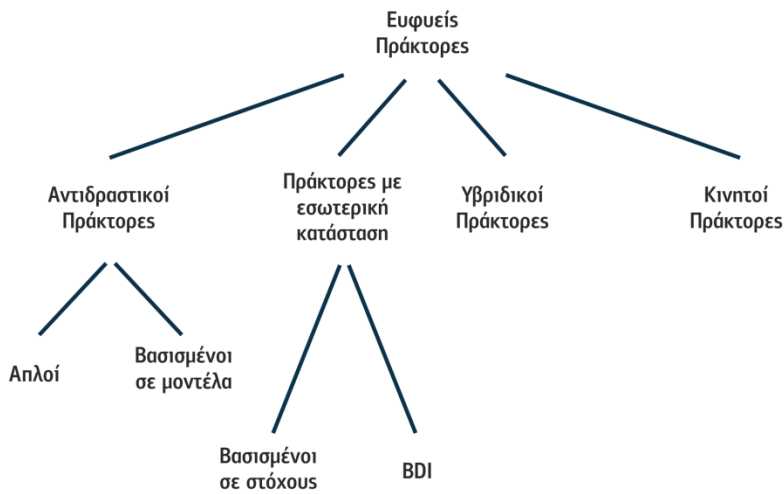 Ευφυείς
Πράκτορες
Αντιδραστικοί
Πράκτορες
Πράκτορες με
εσωτερική
κατάσταση
Υβριδικοί
Πράκτορες
Κινητοί
Πράκτορες
Απλοί
Βασισμένοι
σε μοντέλα
Βασισμένοι
σε στόχους
BDI